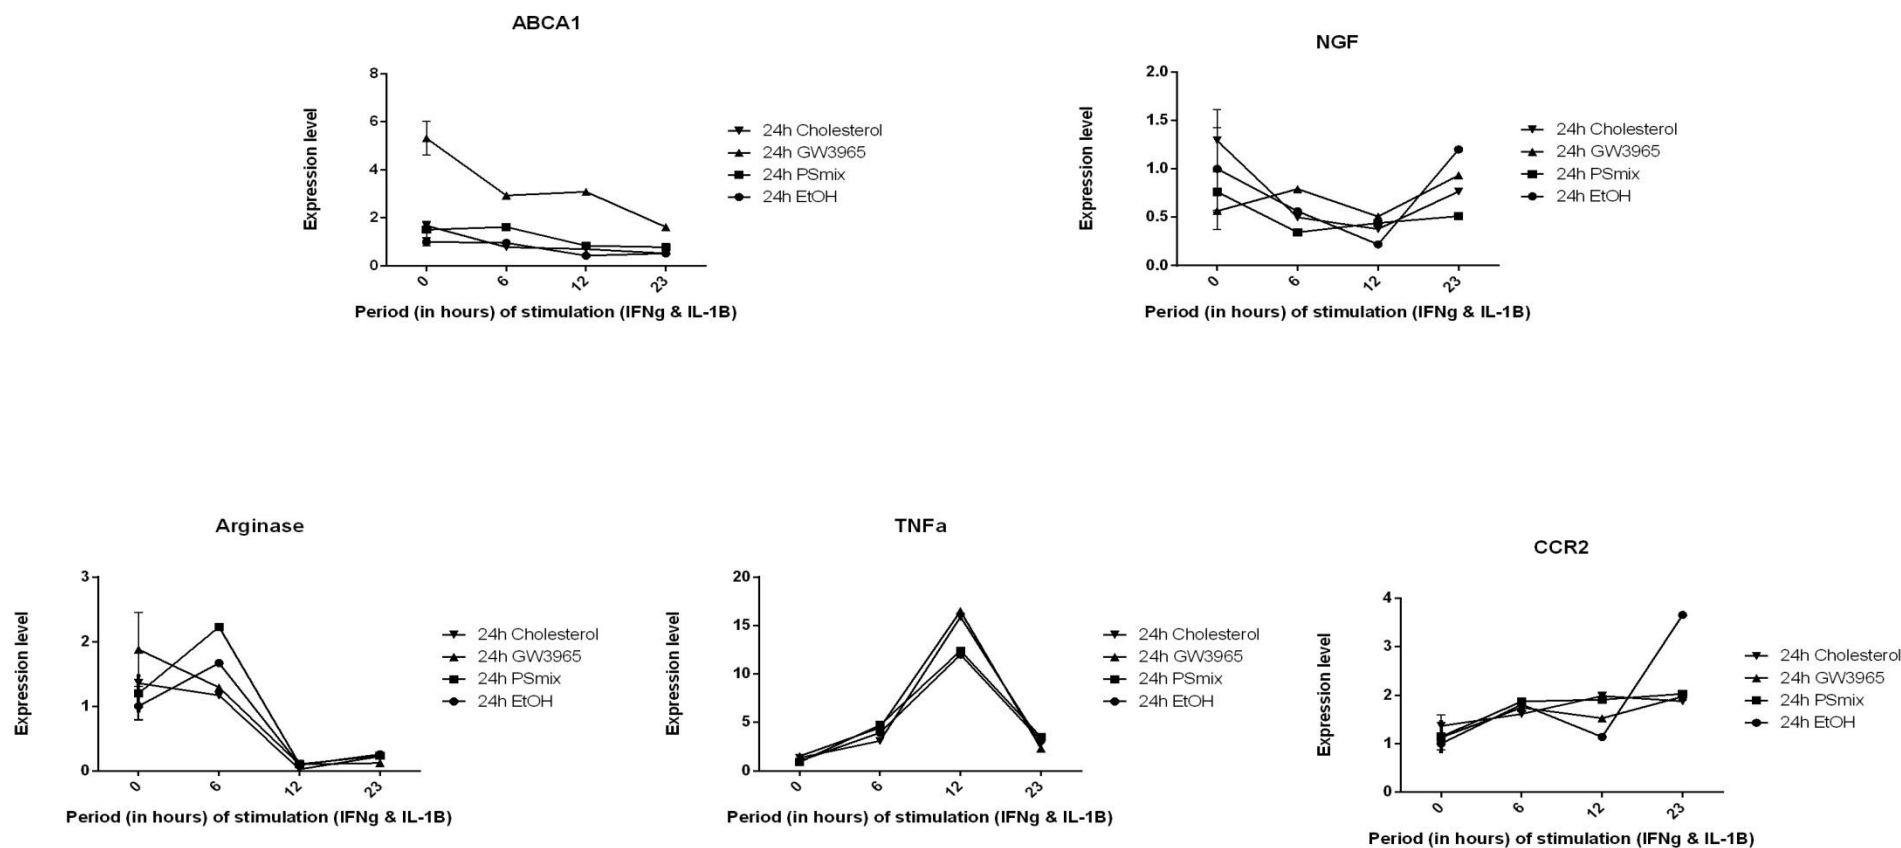 ABCA1
8
6
4
2
0
Expression level
0
6
12
23
Period (in hours) of stimulation (IFNg & IL-1B)
24h Cholesterol
24h GW3965
24h PSmix
24h EtOH
NGF
2.0
1.5
1.0
0.5
0.0
Expression level
0
6
12
23
Period (in hours) of stimulation (IFNg & IL-1B)
24h Cholesterol
24h GW3965
24h PSmix
24h EtOH
Arginase
3
2
1
0
Expression level
0
6
12
23
Period (in hours) of stimulation (IFNg & IL-1B)
24h Cholesterol
24h GW3965
24h PSmix
24h EtOH
TNFa
20
15
10
5
0
Expression level
0
6
12
23
Period (in hours) of stimulation (IFNg & IL-1B)
24h Cholesterol
24h GW3965
24h PSmix
24h EtOH
CCR2
4
3
2
1
0
Expression level
0
6
12
23
Period (in hours) of stimulation (IFNg & IL-1B)
24h Cholesterol
24h GW3965
24h PSmix
24h EtOH